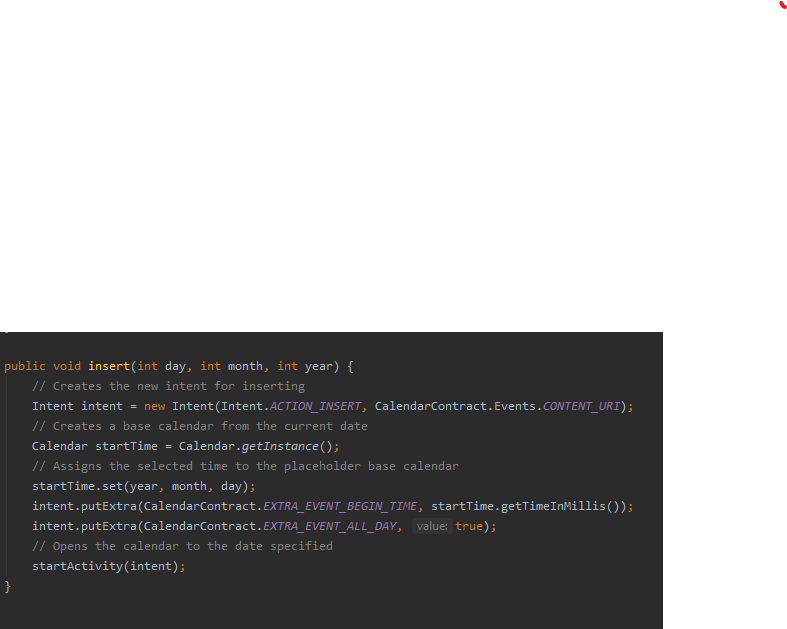 public void insert(int day, int month, int year) {
// Creates the new intent for inserting
Intent intent = new Intent(Intent.ACTION_INSERT, CalendarContract.Events.CONTENT_URI);
// Creates a base calendar from the current date
Calendar startTime = Calendar.getInstance();
// Assigns the selected time to the placeholder base calendar
startTime.set(year, month, day);
intent.putExtra(CalendarContract.EXTRA_EVENT_BEGIN_TIME, startTime.getTimeInMillis());
intent.putExtra(CalendarContract.EXTRA_EVENT_ALL_DAY, value: true);
// Opens the calendar to the date specified
startActivity(intent);
}